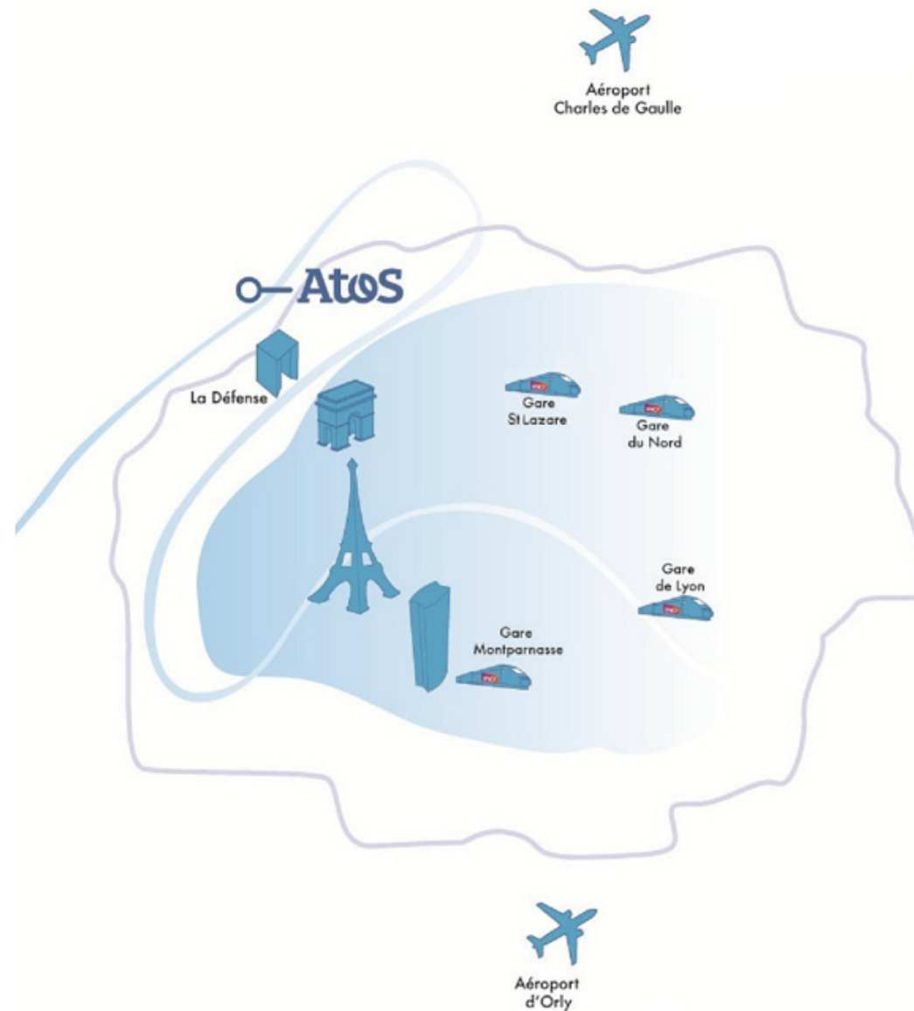 Aéroport
Charles de Gaulle
Atos
La Défense
Gare
St Lazare
Gare
du Nord
Gare
de Lyon
Gare
Montparnasse
Aéroport
d'Orly